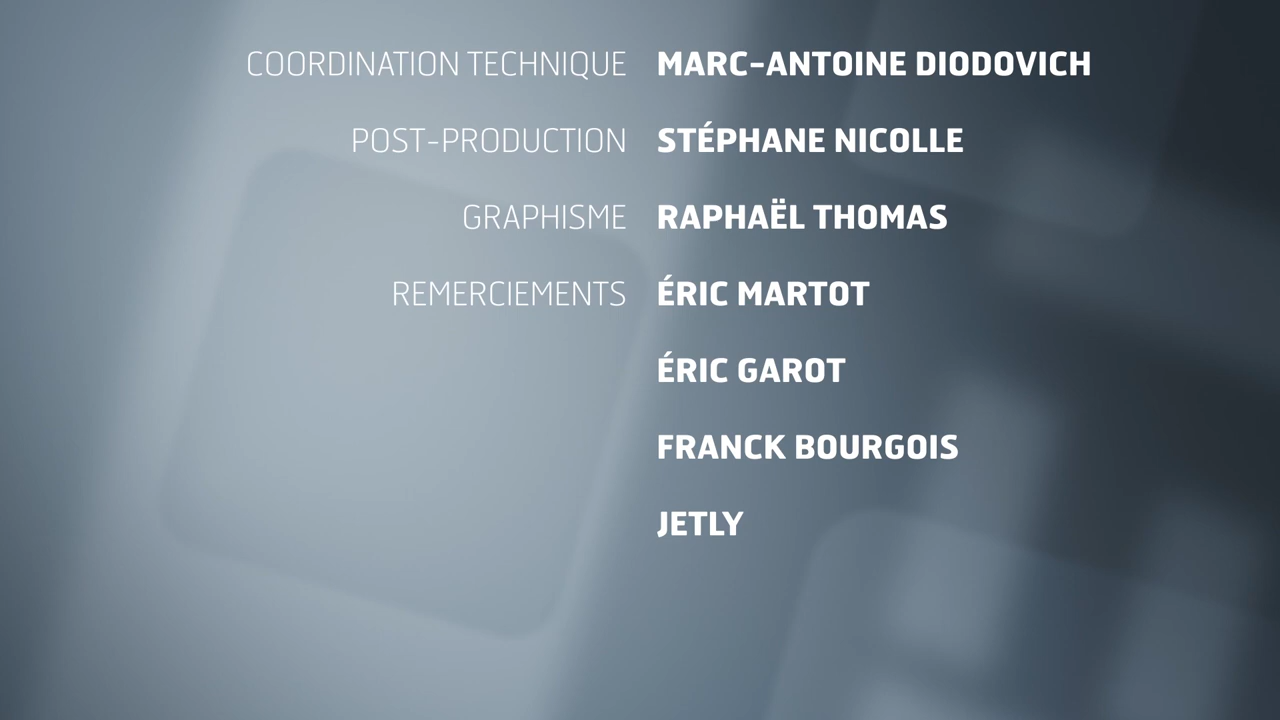 COORDINATION TECHNIQUE MARC-ANTOINE DIODOVICH
POST-PRODUCTION STÉPHANE NICOLLE
GRAPHISME RAPHAËL THOMAS
REMERCIEMENTS ÉRIC MARTOT
ÉRIC GAROT
FRANCK BOURGOIS
JETLY